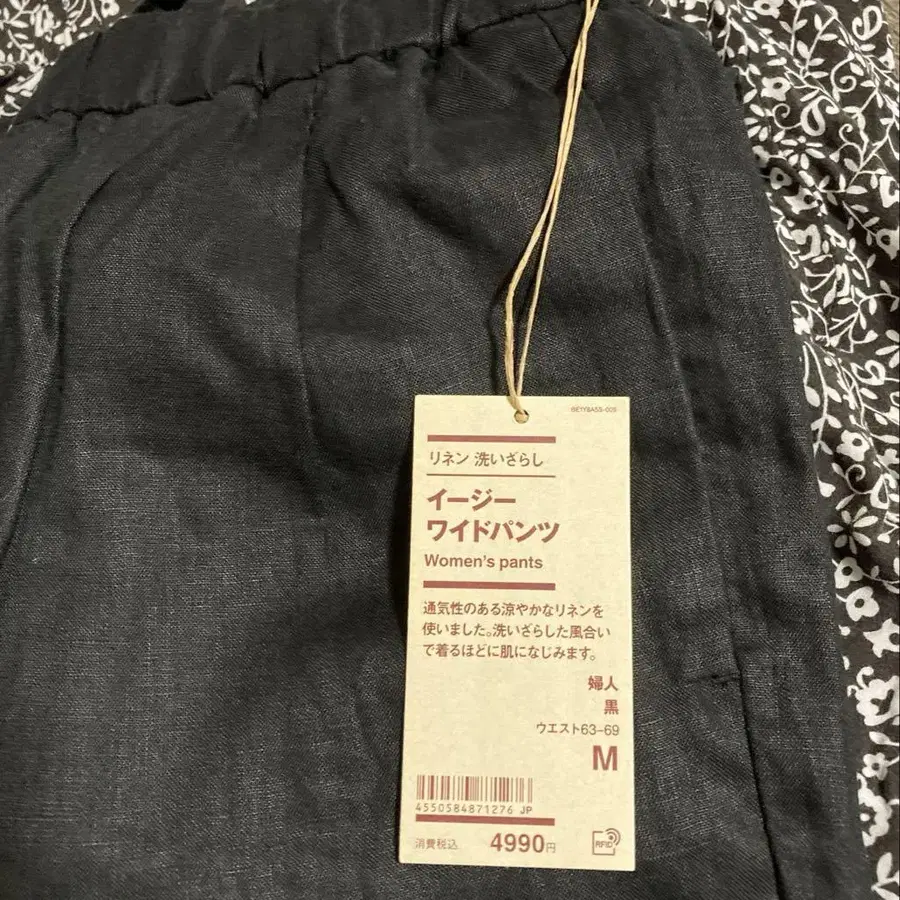 リネン 洗いざらし
イージー
ワイドパンツ
Women's pants
通気性のある涼やかなリネンを
使いました。洗いざらした風合い
で着るほどに肌になじみます。
婦人
黒
ウエスト63-69
M
4550584871276 JP
消費税込 4990円
RFID